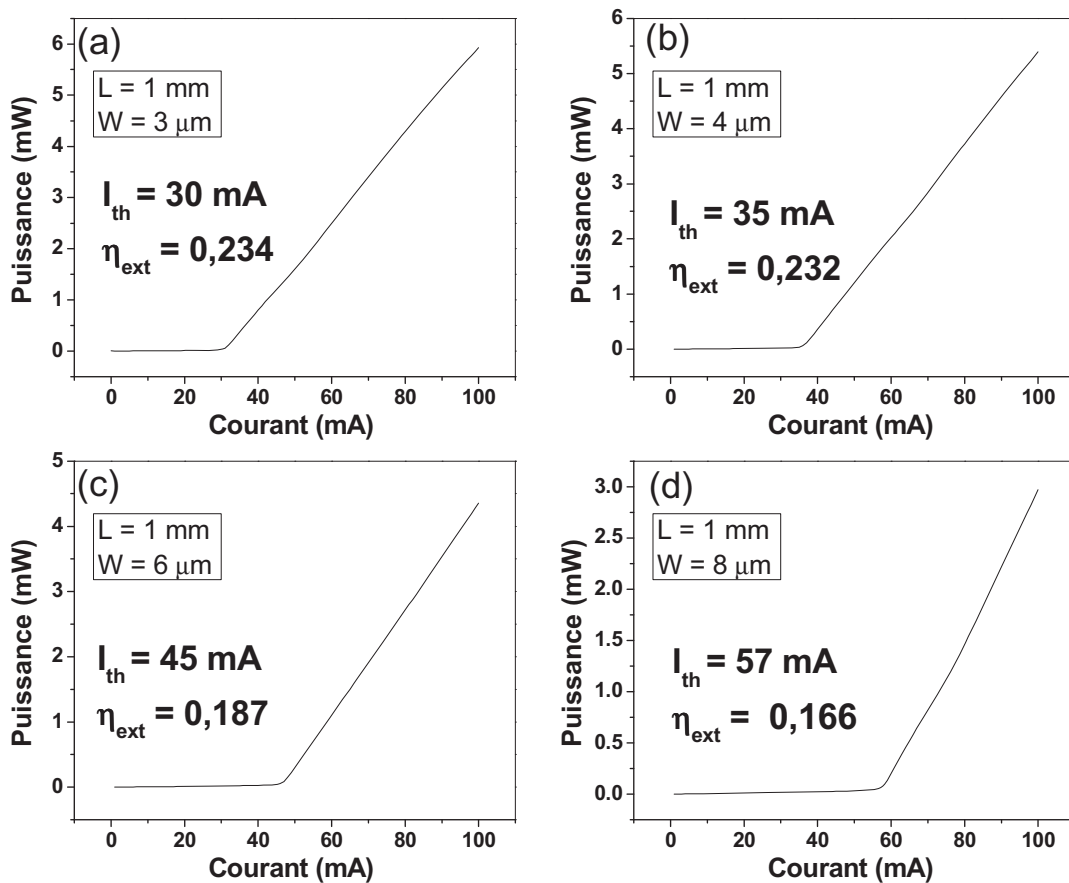 (a)
L = 1 mm
W = 3 μm
I_th = 30 mA
η_ext = 0,234
Puissance (mW)
6
5
4
3
2
1
0
0 20 40 60 80 100
Courant (mA)
(b)
L = 1 mm
W = 4 μm
I_th = 35 mA
η_ext = 0,232
Puissance (mW)
6
5
4
3
2
1
0
0 20 40 60 80 100
Courant (mA)
(c)
L = 1 mm
W = 6 μm
I_th = 45 mA
η_ext = 0,187
Puissance (mW)
5
4
3
2
1
0
0 20 40 60 80 100
Courant (mA)
(d)
L = 1 mm
W = 8 μm
I_th = 57 mA
η_ext = 0,166
Puissance (mW)
3.0
2.5
2.0
1.5
1.0
0.5
0.0
0 20 40 60 80 100
Courant (mA)